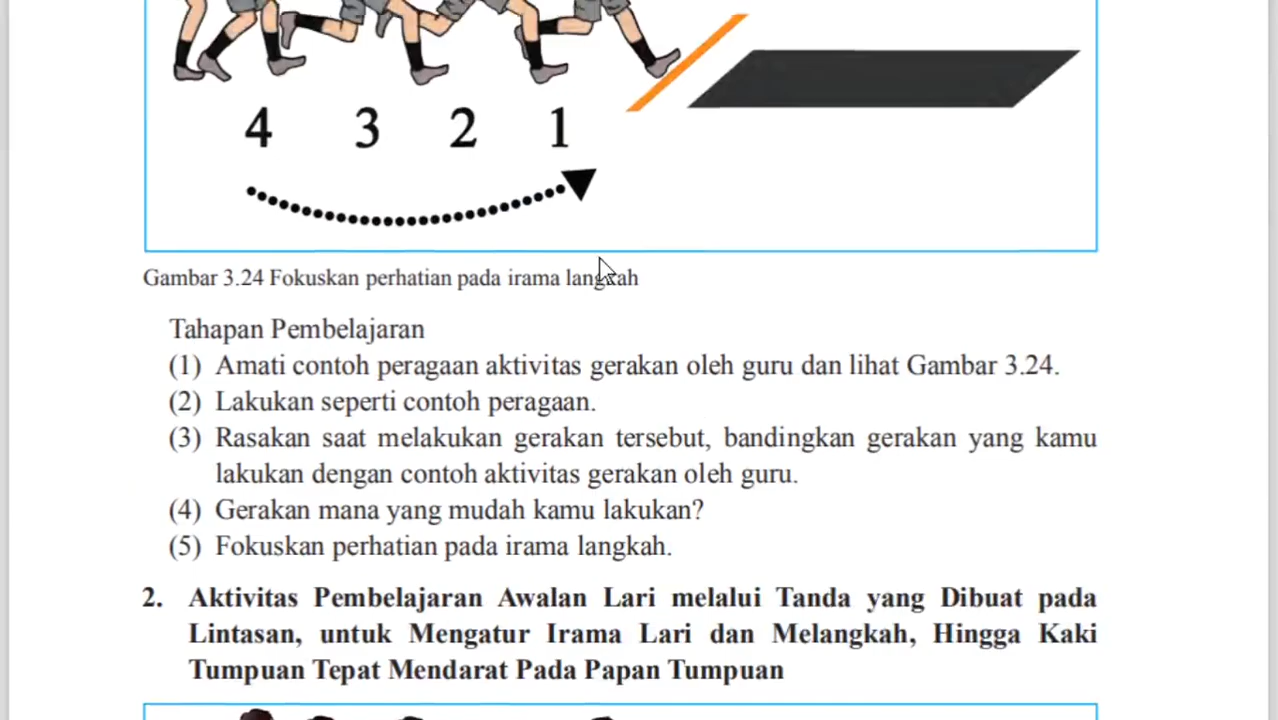 4 3 2 1
Gambar 3.24 Fokuskan perhatian pada irama langkah
Tahapan Pembelajaran
(1) Amati contoh peragaan aktivitas gerakan oleh guru dan lihat Gambar 3.24.
(2) Lakukan seperti contoh peragaan.
(3) Rasakan saat melakukan gerakan tersebut, bandingkan gerakan yang kamu
lakukan dengan contoh aktivitas gerakan oleh guru.
(4) Gerakan mana yang mudah kamu lakukan?
(5) Fokuskan perhatian pada irama langkah.
2. Aktivitas Pembelajaran Awalan Lari melalui Tanda yang Dibuat pada
Lintasan, untuk Mengatur Irama Lari dan Melangkah, Hingga Kaki
Tumpuan Tepat Mendarat Pada Papan Tumpuan